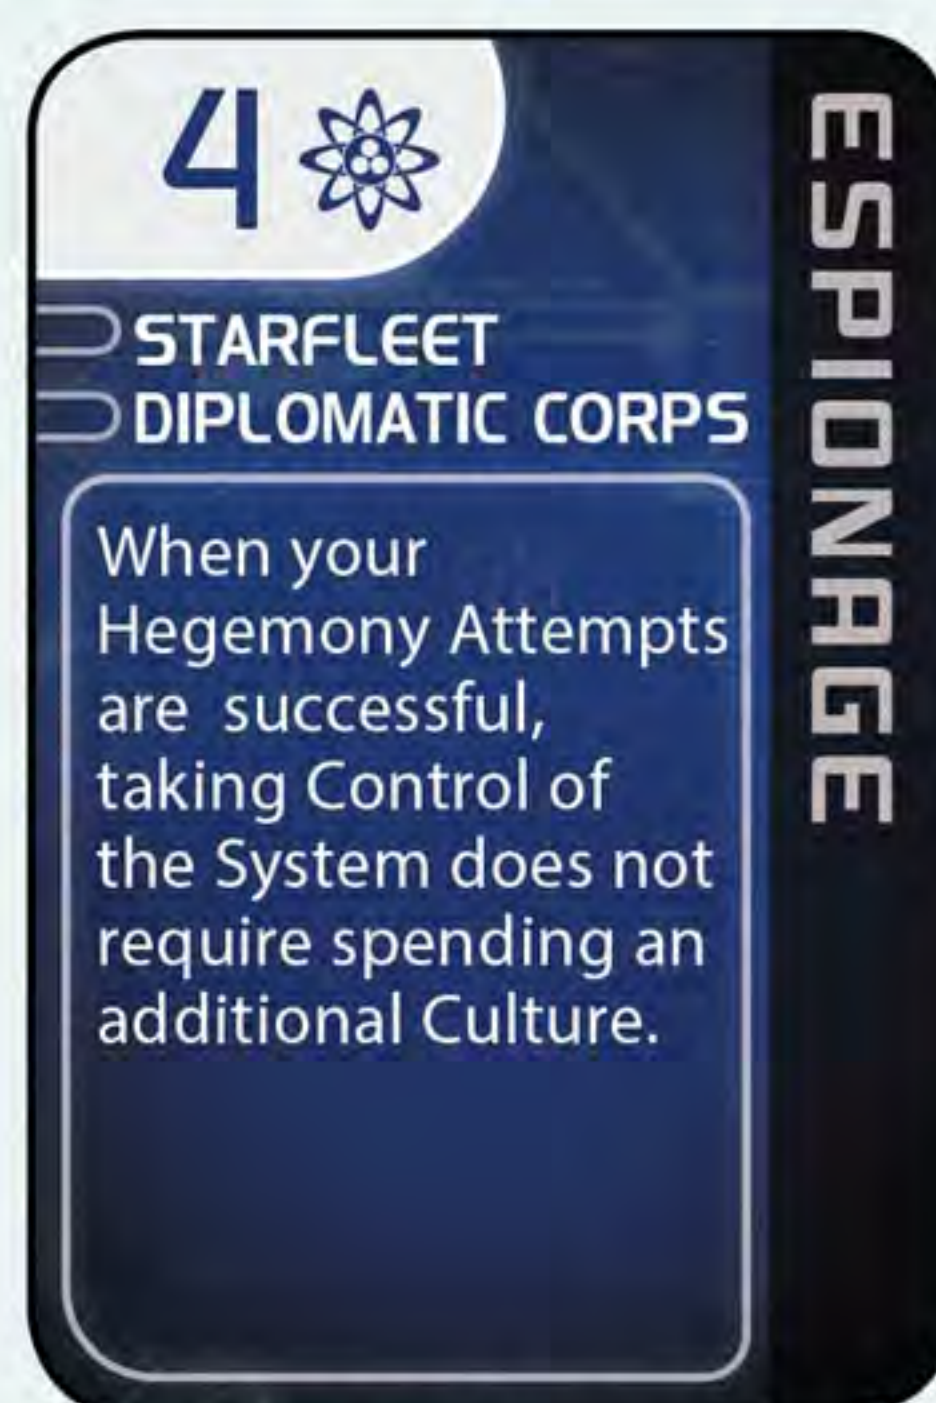 4
STARFLEET
DIPLOMATIC CORPS
When your
Hegemony Attempts
are successful,
taking Control of
the System does not
require spending an
additional Culture.
ESPIONAGE